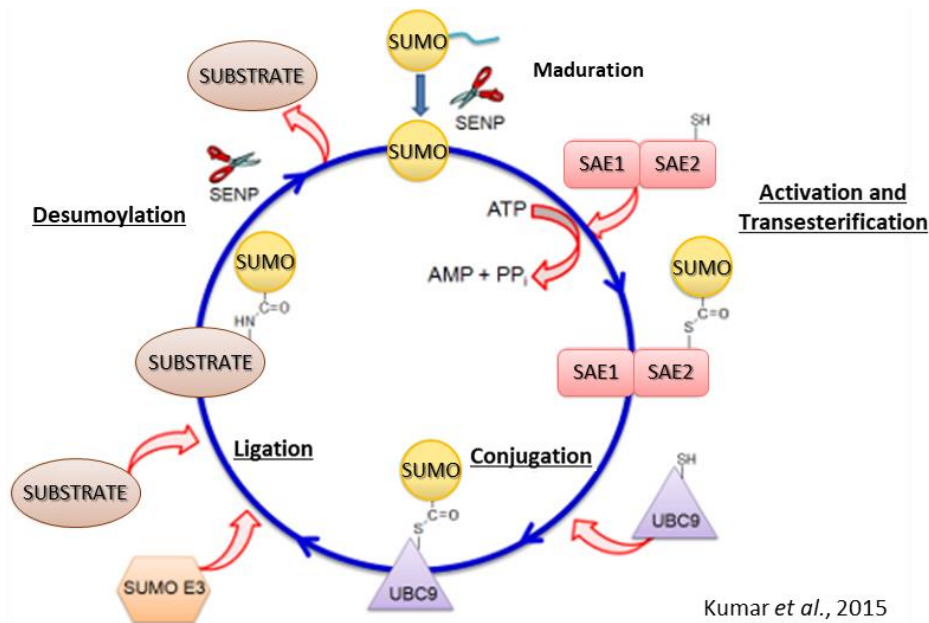 SUMO
SUBSTRATE
Maduration
SENP
SUMO
SH
SAE1 SAE2
SENP
Activation and
Transesterification
Desumoylation
ATP
AMP + PPi
SUMO
SUMO
C=O
HN
C=O
S
SUBSTRATE
SAE1 SAE2
Ligation
Conjugation
SUMO
SUBSTRATE
SH
UBC9
C=O
S
SUMO E3
UBC9
Kumar et al., 2015